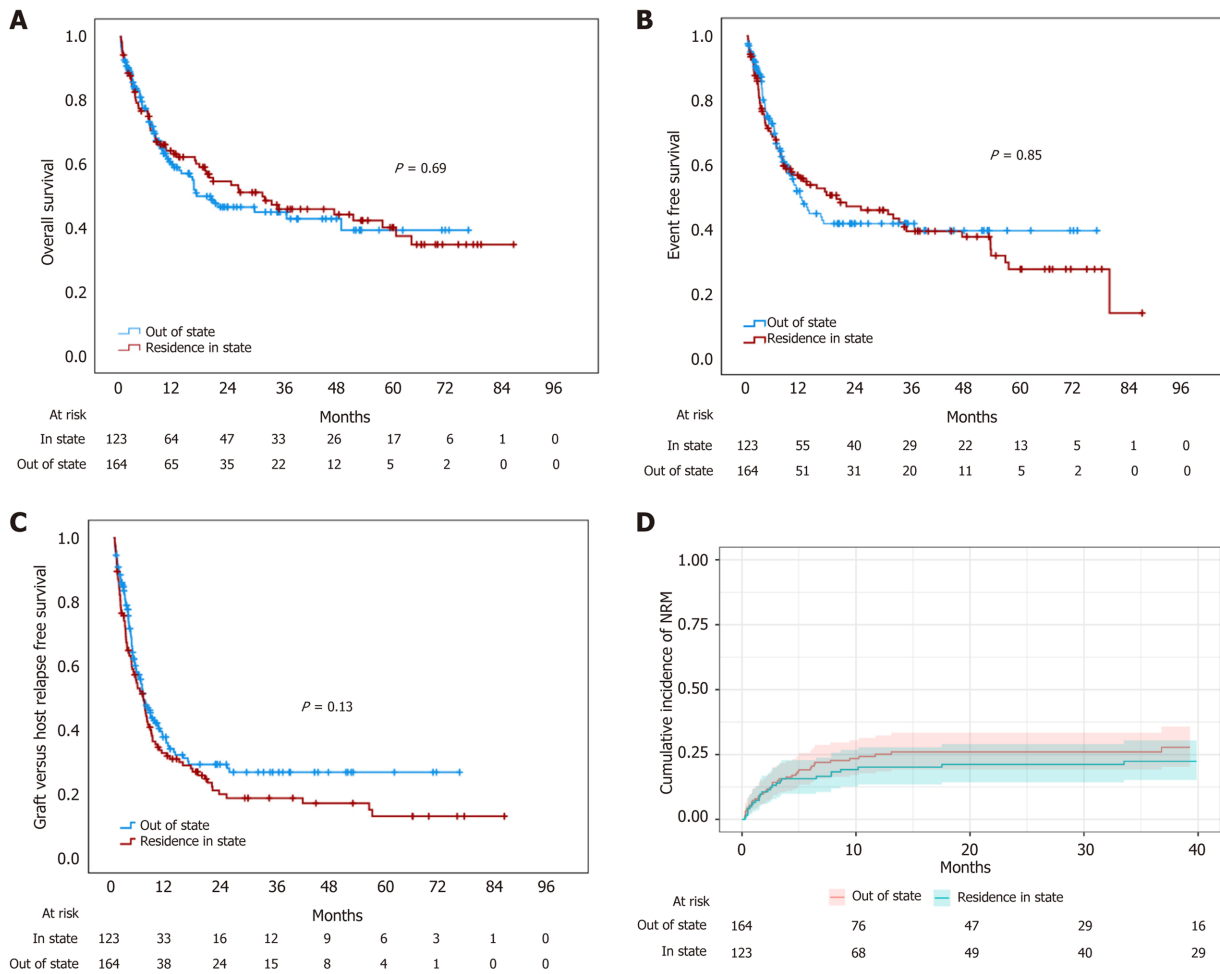 A
1.0
0.8
0.6
0.4
0.2
0.0
Overall survival
P = 0.69
Out of state
Residence in state
0 12 24 36 48 60 72 84 96
Months
At risk
In state 123 64 47 33 26 17 6 1 0
Out of state 164 65 35 22 12 5 2 0 0
B
1.0
0.8
0.6
0.4
0.2
0.0
Event free survival
P = 0.85
Out of state
Residence in state
0 12 24 36 48 60 72 84 96
Months
At risk
In state 123 55 40 29 22 13 5 1 0
Out of state 164 51 31 20 11 5 2 0 0
C
1.0
0.8
0.6
0.4
0.2
0.0
Graft versus host relapse free survival
P = 0.13
Out of state
Residence in state
0 12 24 36 48 60 72 84 96
Months
At risk
In state 123 33 16 12 9 6 3 1 0
Out of state 164 38 24 15 8 4 1 0 0
D
1.00
0.75
0.50
0.25
0.00
Cumulative incidence of NRM
0 10 20 30 40
Months
Out of state Residence in state
At risk
Out of state 164 76 47 29 16
In state 123 68 49 40 29